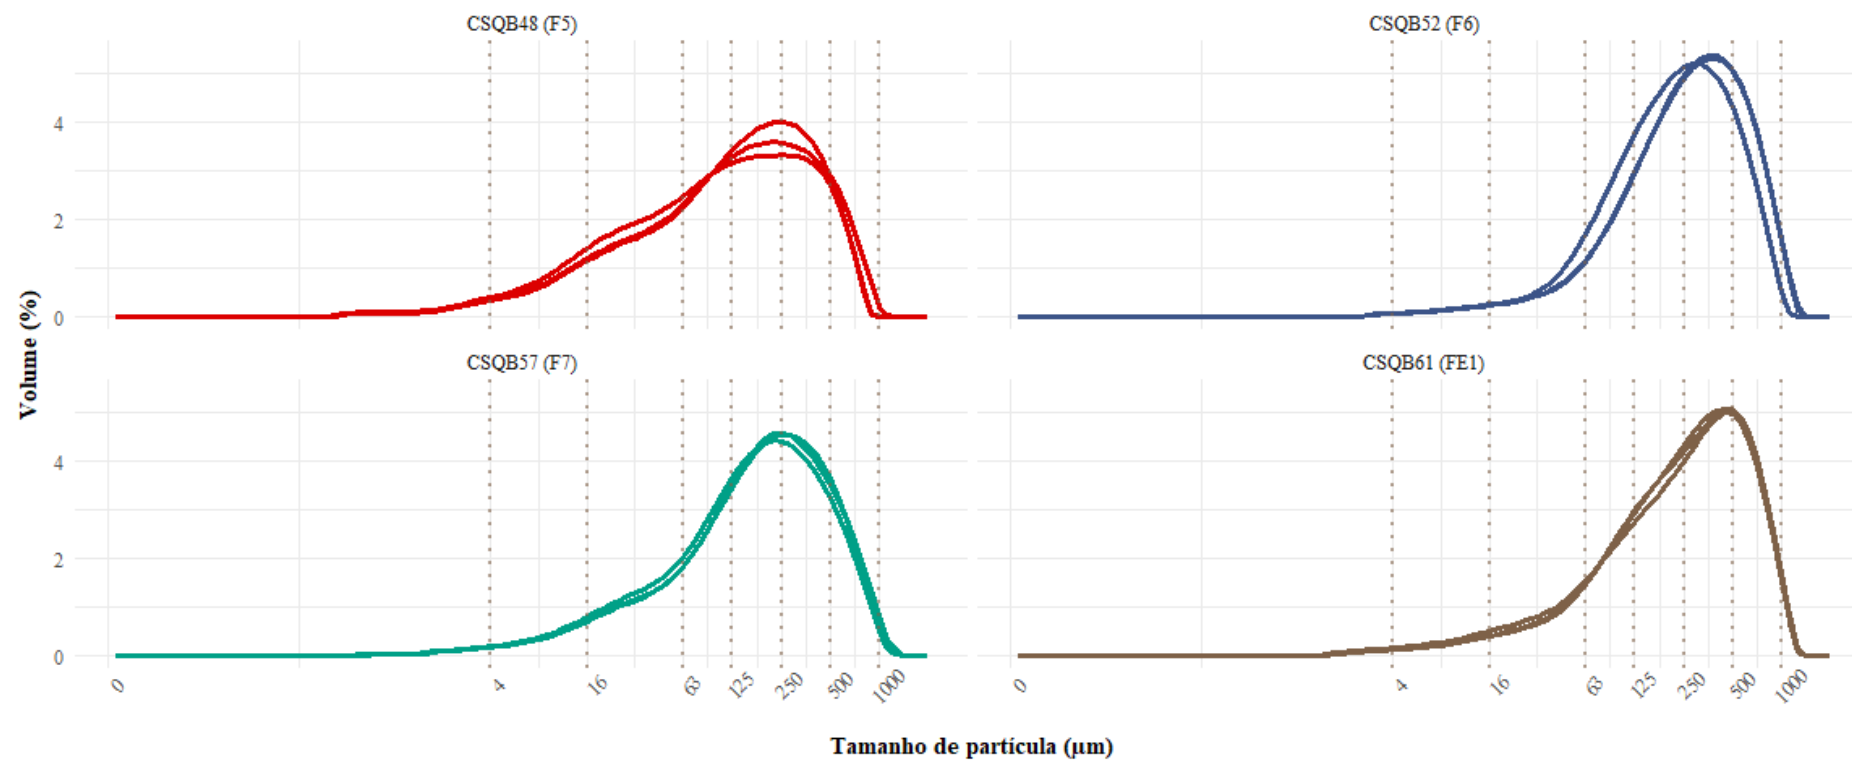 CSQB48 (F5)
CSQB52 (F6)
4
2
0
CSQB57 (F7)
CSQB61 (FE1)
Volume (%)
4
2
0
0 4 16 63 125 250 500 1000
0 4 16 63 125 250 500 1000
Tamanho de partícula (µm)